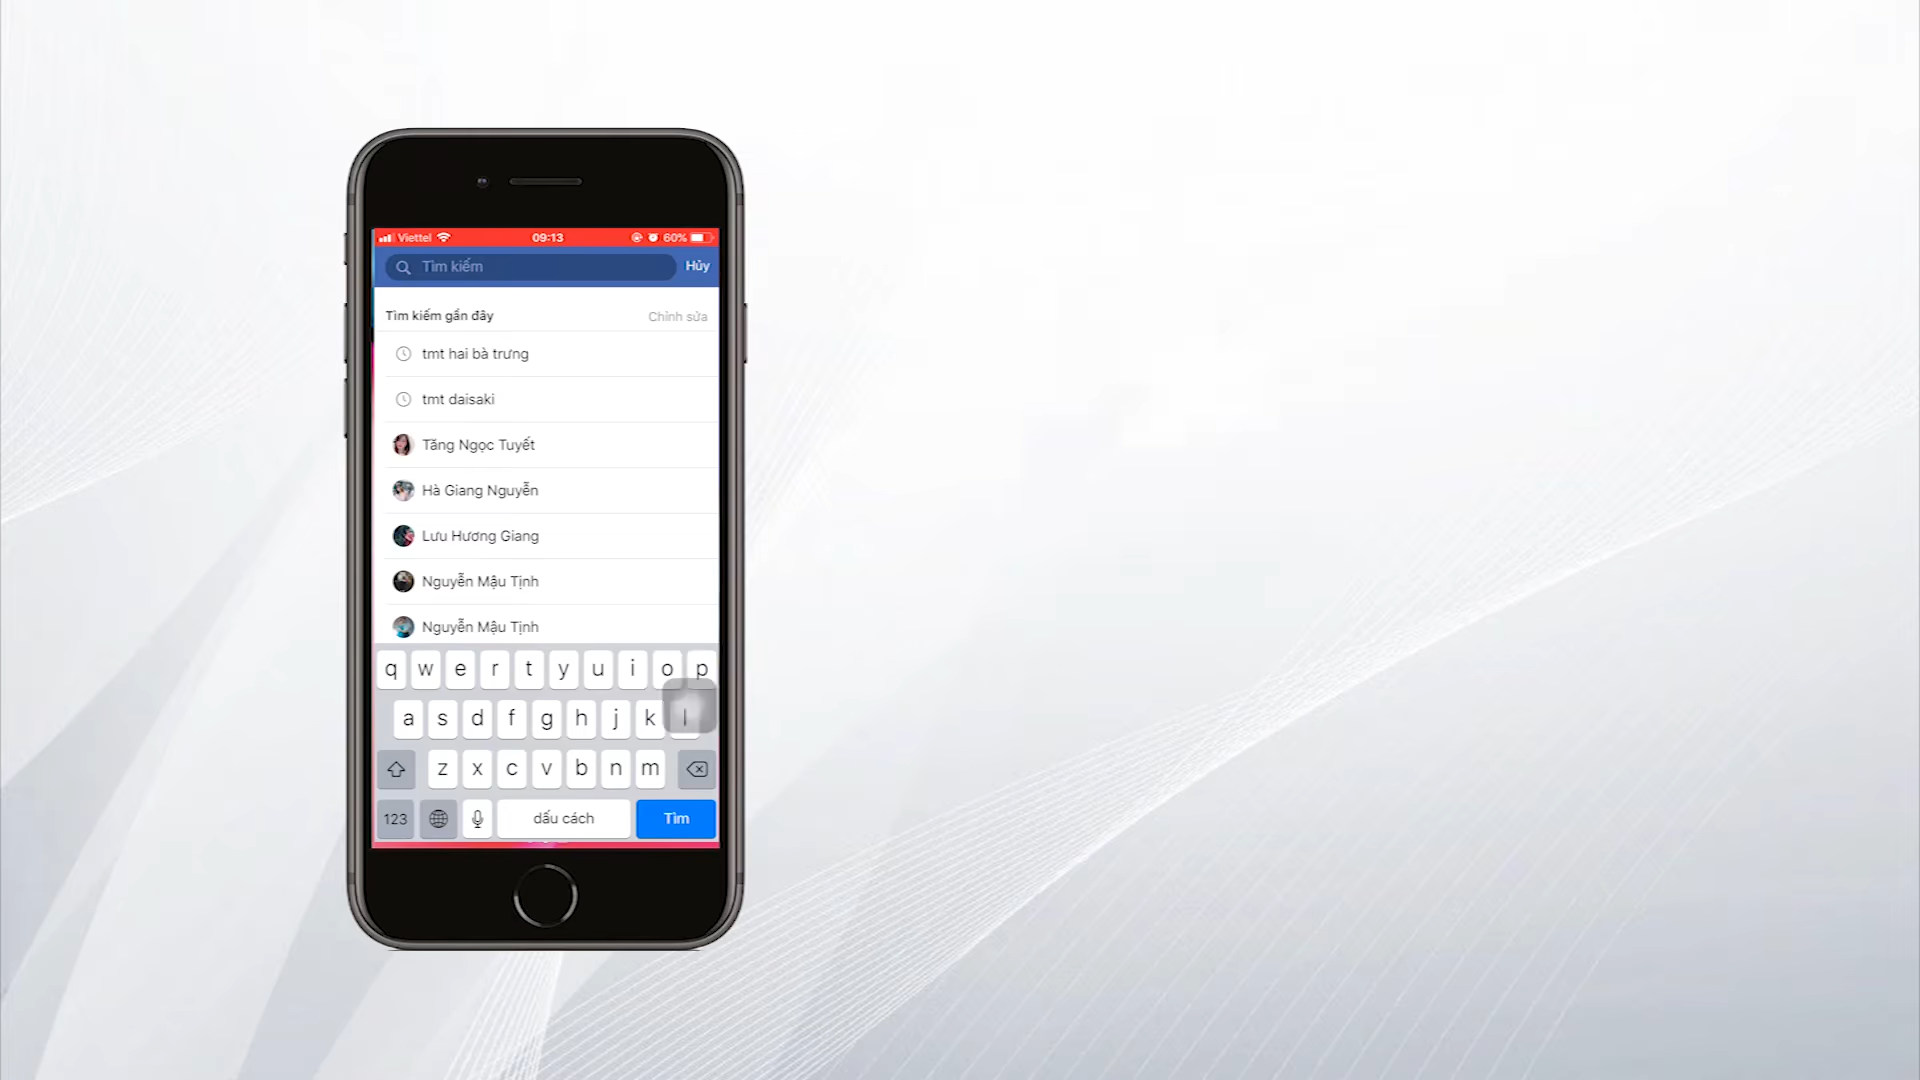 Viettel 09:13 60%
Tìm kiếm Hủy
Tìm kiếm gần đây Chỉnh sửa
tmt hai bà trưng
tmt daisaki
Tăng Ngọc Tuyết
Hà Giang Nguyễn
Lưu Hương Giang
Nguyễn Mậu Tịnh
Nguyễn Mậu Tịnh
q w e r t y u i o p
a s d f g h j k l
z x c v b n m
123 dấu cách Tìm